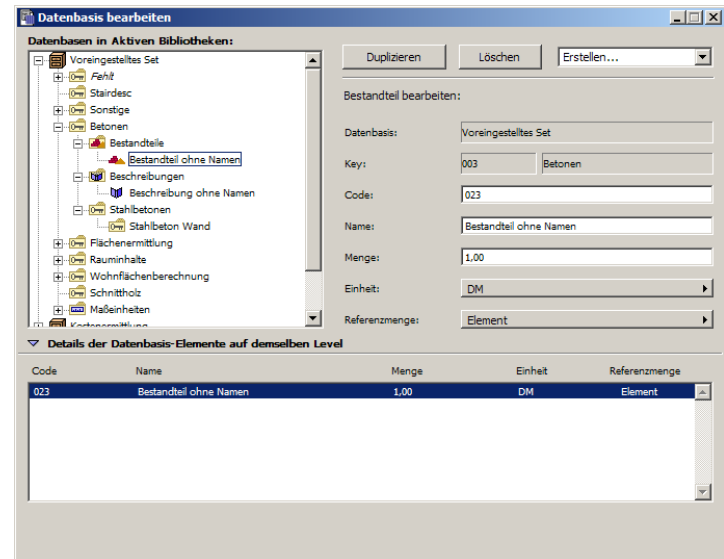 Datenbasis bearbeiten
Datenbasen in Aktiven Bibliotheken:
Voreingestelltes Set
Fehlt
Stairdesc
Sonstige
Betonen
Bestandteile
Bestandteil ohne Namen
Beschreibungen
Beschreibung ohne Namen
Stahlbetonen
Stahlbeton Wand
Flächenermittlung
Rauminhalte
Wohnflächenberechnung
Schnittholz
Maßeinheiten
Kostenermittlung
Duplizieren Löschen Erstellen...
Bestandteil bearbeiten:
Datenbasis: Voreingestelltes Set
Key: 003 Betonen
Code: 023
Name: Bestandteil ohne Namen
Menge: 1,00
Einheit: DM
Referenzmenge: Element
Details der Datenbasis-Elemente auf demselben Level
Code Name Menge Einheit Referenzmenge
023 Bestandteil ohne Namen 1,00 DM Element